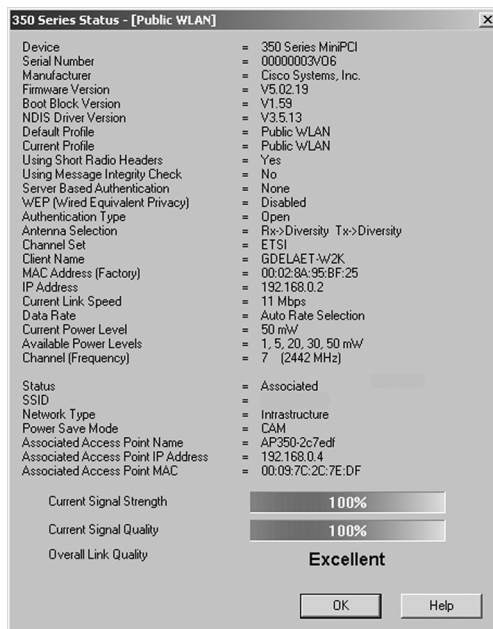 350 Series Status - [Public WLAN]
Device = 350 Series MiniPCI
Serial Number = 00000003VO6
Manufacturer = Cisco Systems, Inc.
Firmware Version = V5.02.19
Boot Block Version = V1.59
NDIS Driver Version = V3.5.13
Default Profile = Public WLAN
Current Profile = Public WLAN
Using Short Radio Headers = Yes
Using Message Integrity Check = No
Server Based Authentication = None
WEP (Wired Equivalent Privacy) = Disabled
Authentication Type = Open
Antenna Selection = Rx->Diversity Tx->Diversity
Channel Set = ETSI
Client Name = GDELAET-W2K
MAC Address (Factory) = 00:02:8A:95:BF:25
IP Address = 192.168.0.2
Current Link Speed = 11 Mbps
Data Rate = Auto Rate Selection
Current Power Level = 50 mW
Available Power Levels = 1, 5, 20, 30, 50 mW
Channel (Frequency) = 7 (2442 MHz)
Status = Associated
SSID =
Network Type = Infrastructure
Power Save Mode = CAM
Associated Access Point Name = AP350-2c7edf
Associated Access Point IP Address = 192.168.0.4
Associated Access Point MAC = 00:09:7C:2C:7E:DF
Current Signal Strength 100%
Current Signal Quality 100%
Overall Link Quality Excellent
OK Help